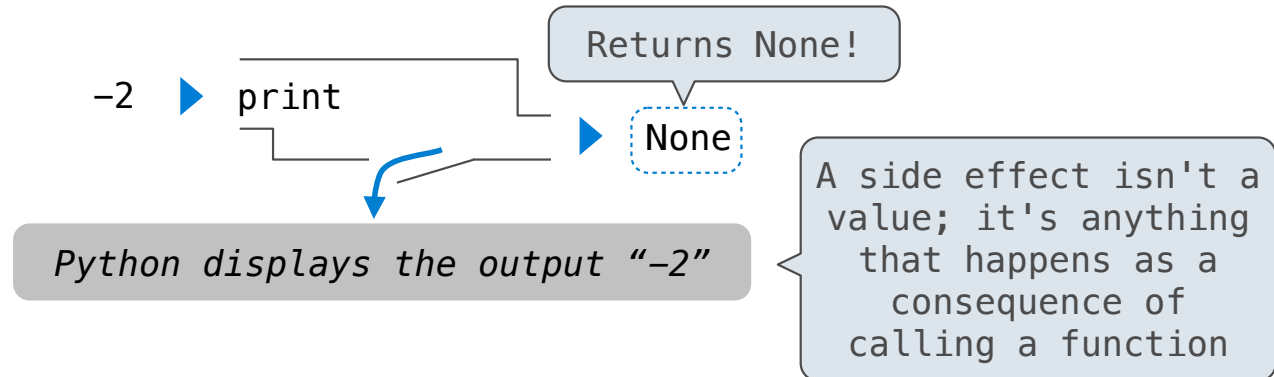 Returns None!
−2 print
None
A side effect isn't a
value; it's anything
that happens as a
consequence of
calling a function
Python displays the output “−2”